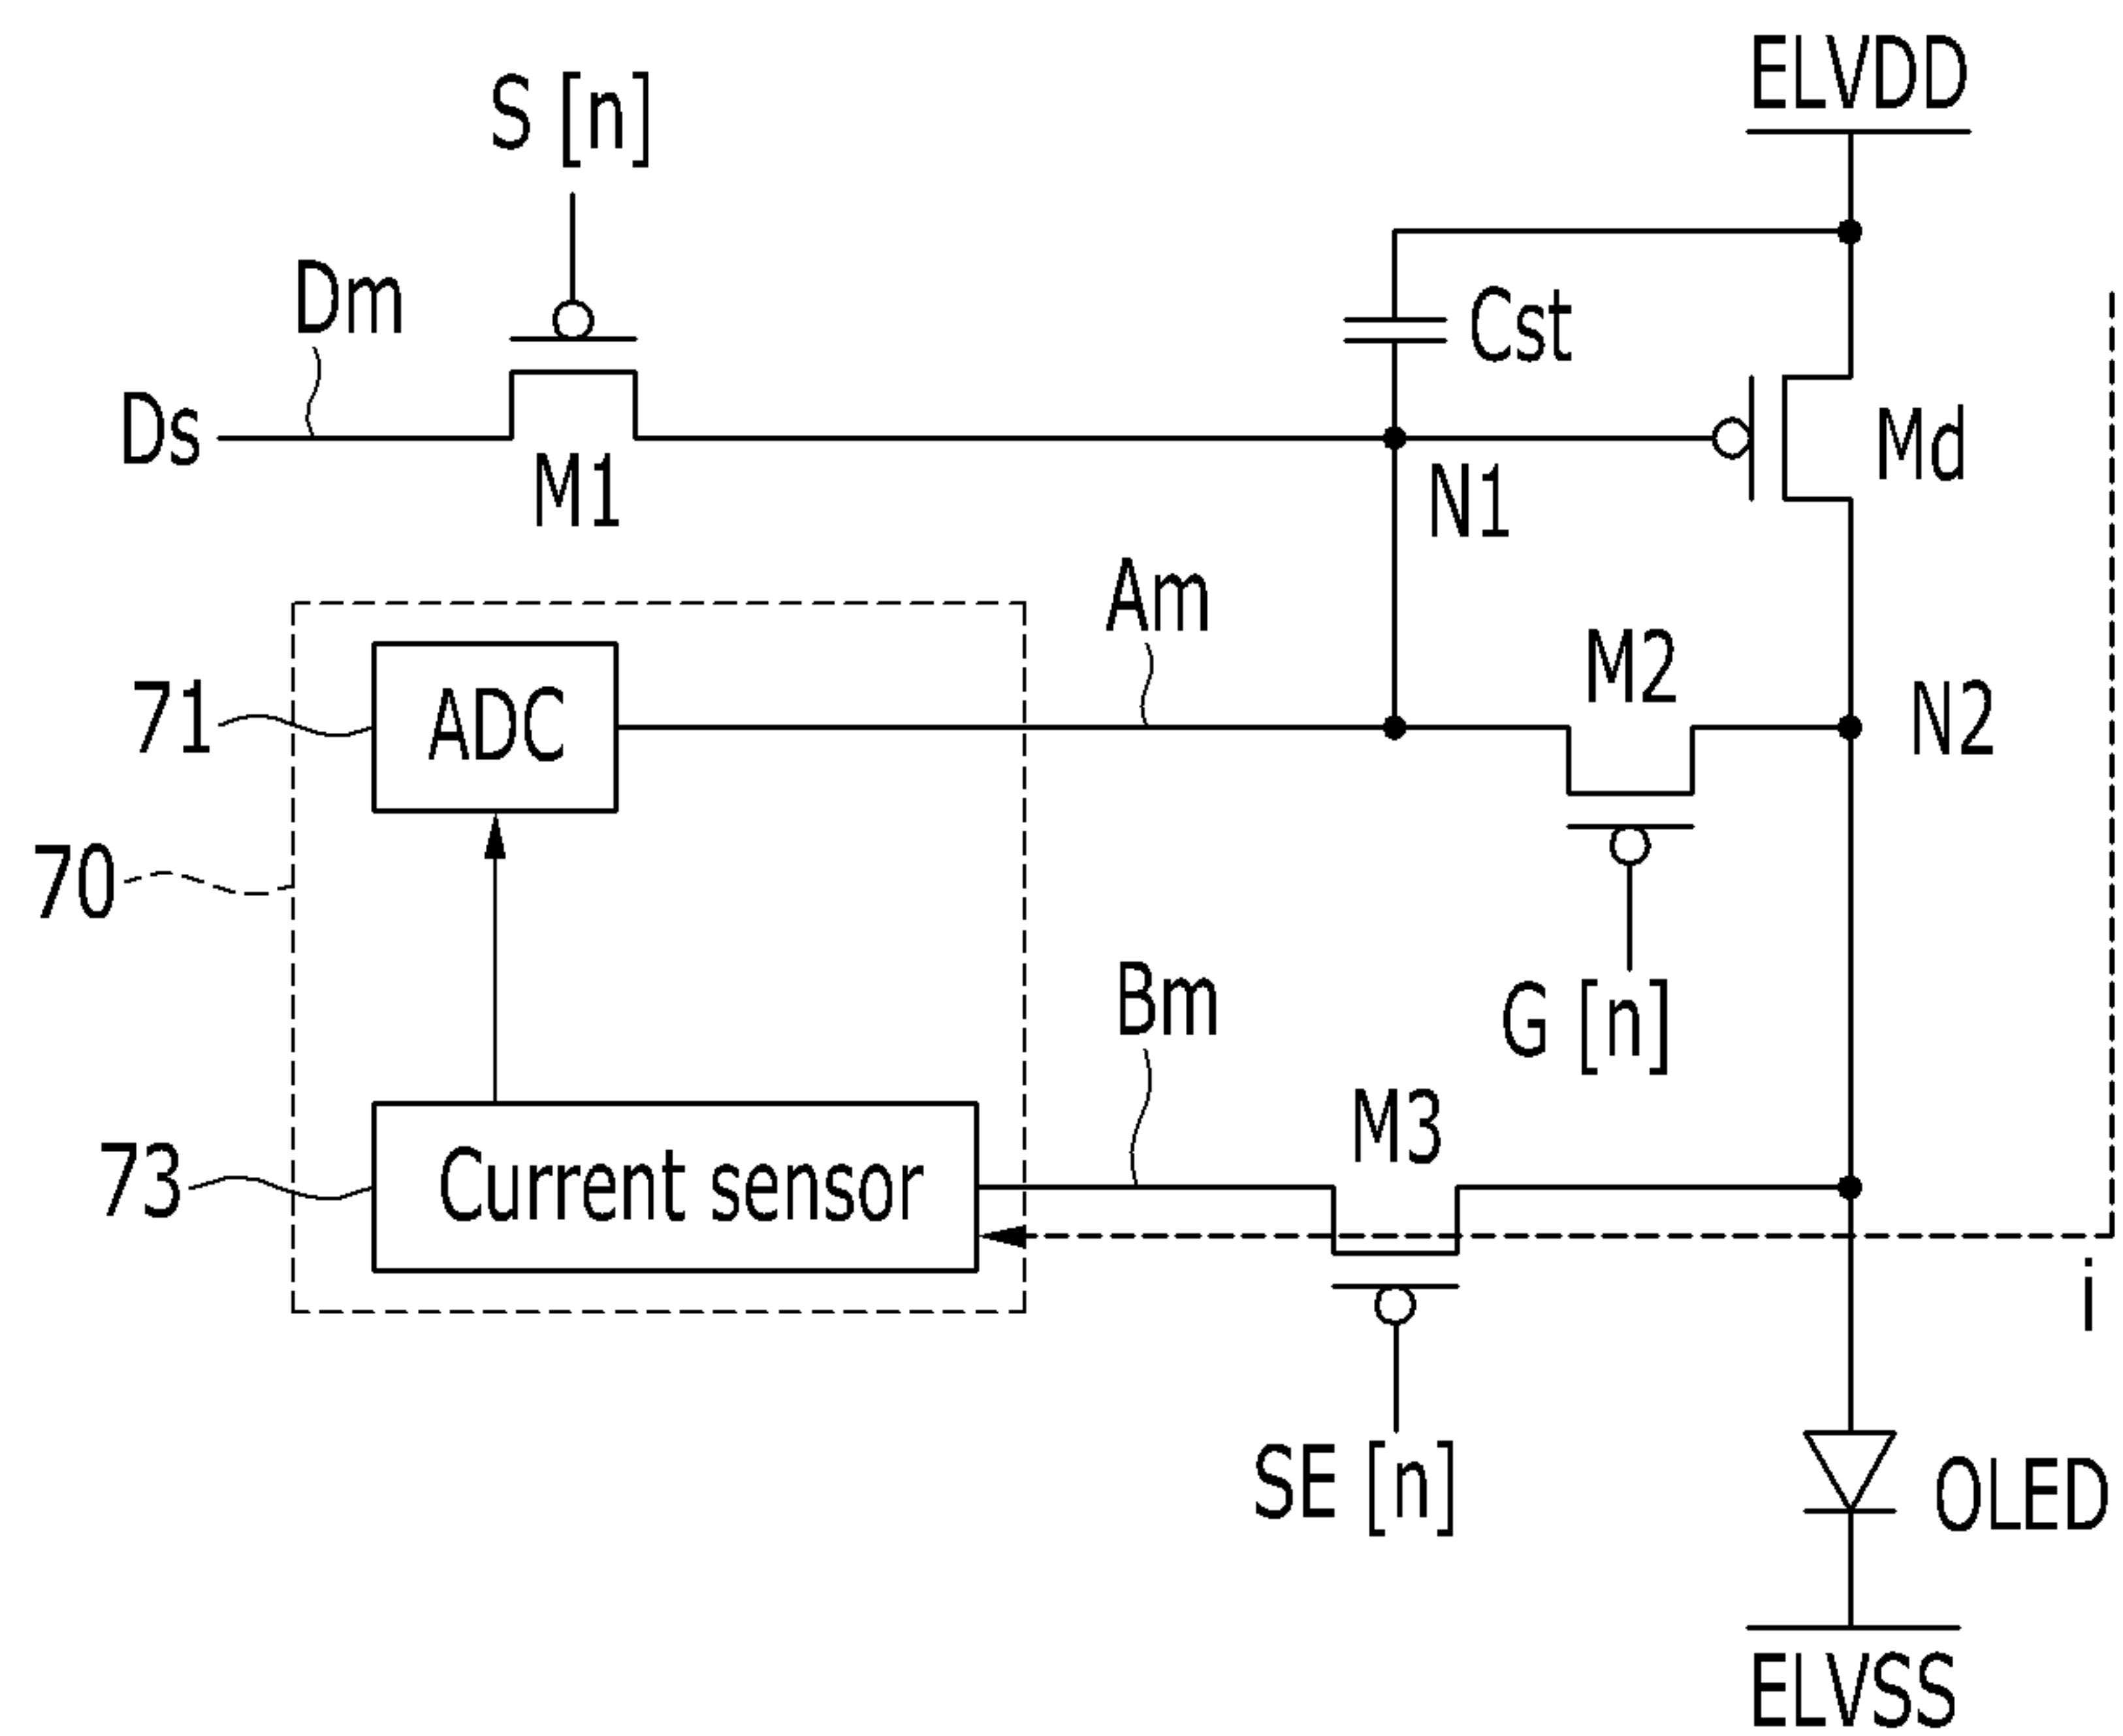 ELVDD
S [n]
Dm
Cst
Ds
Md
M1
N1
Am
M2
71
ADC
N2
70
Bm
G [n]
M3
73
Current sensor
i
SE [n]
OLED
ELVSS